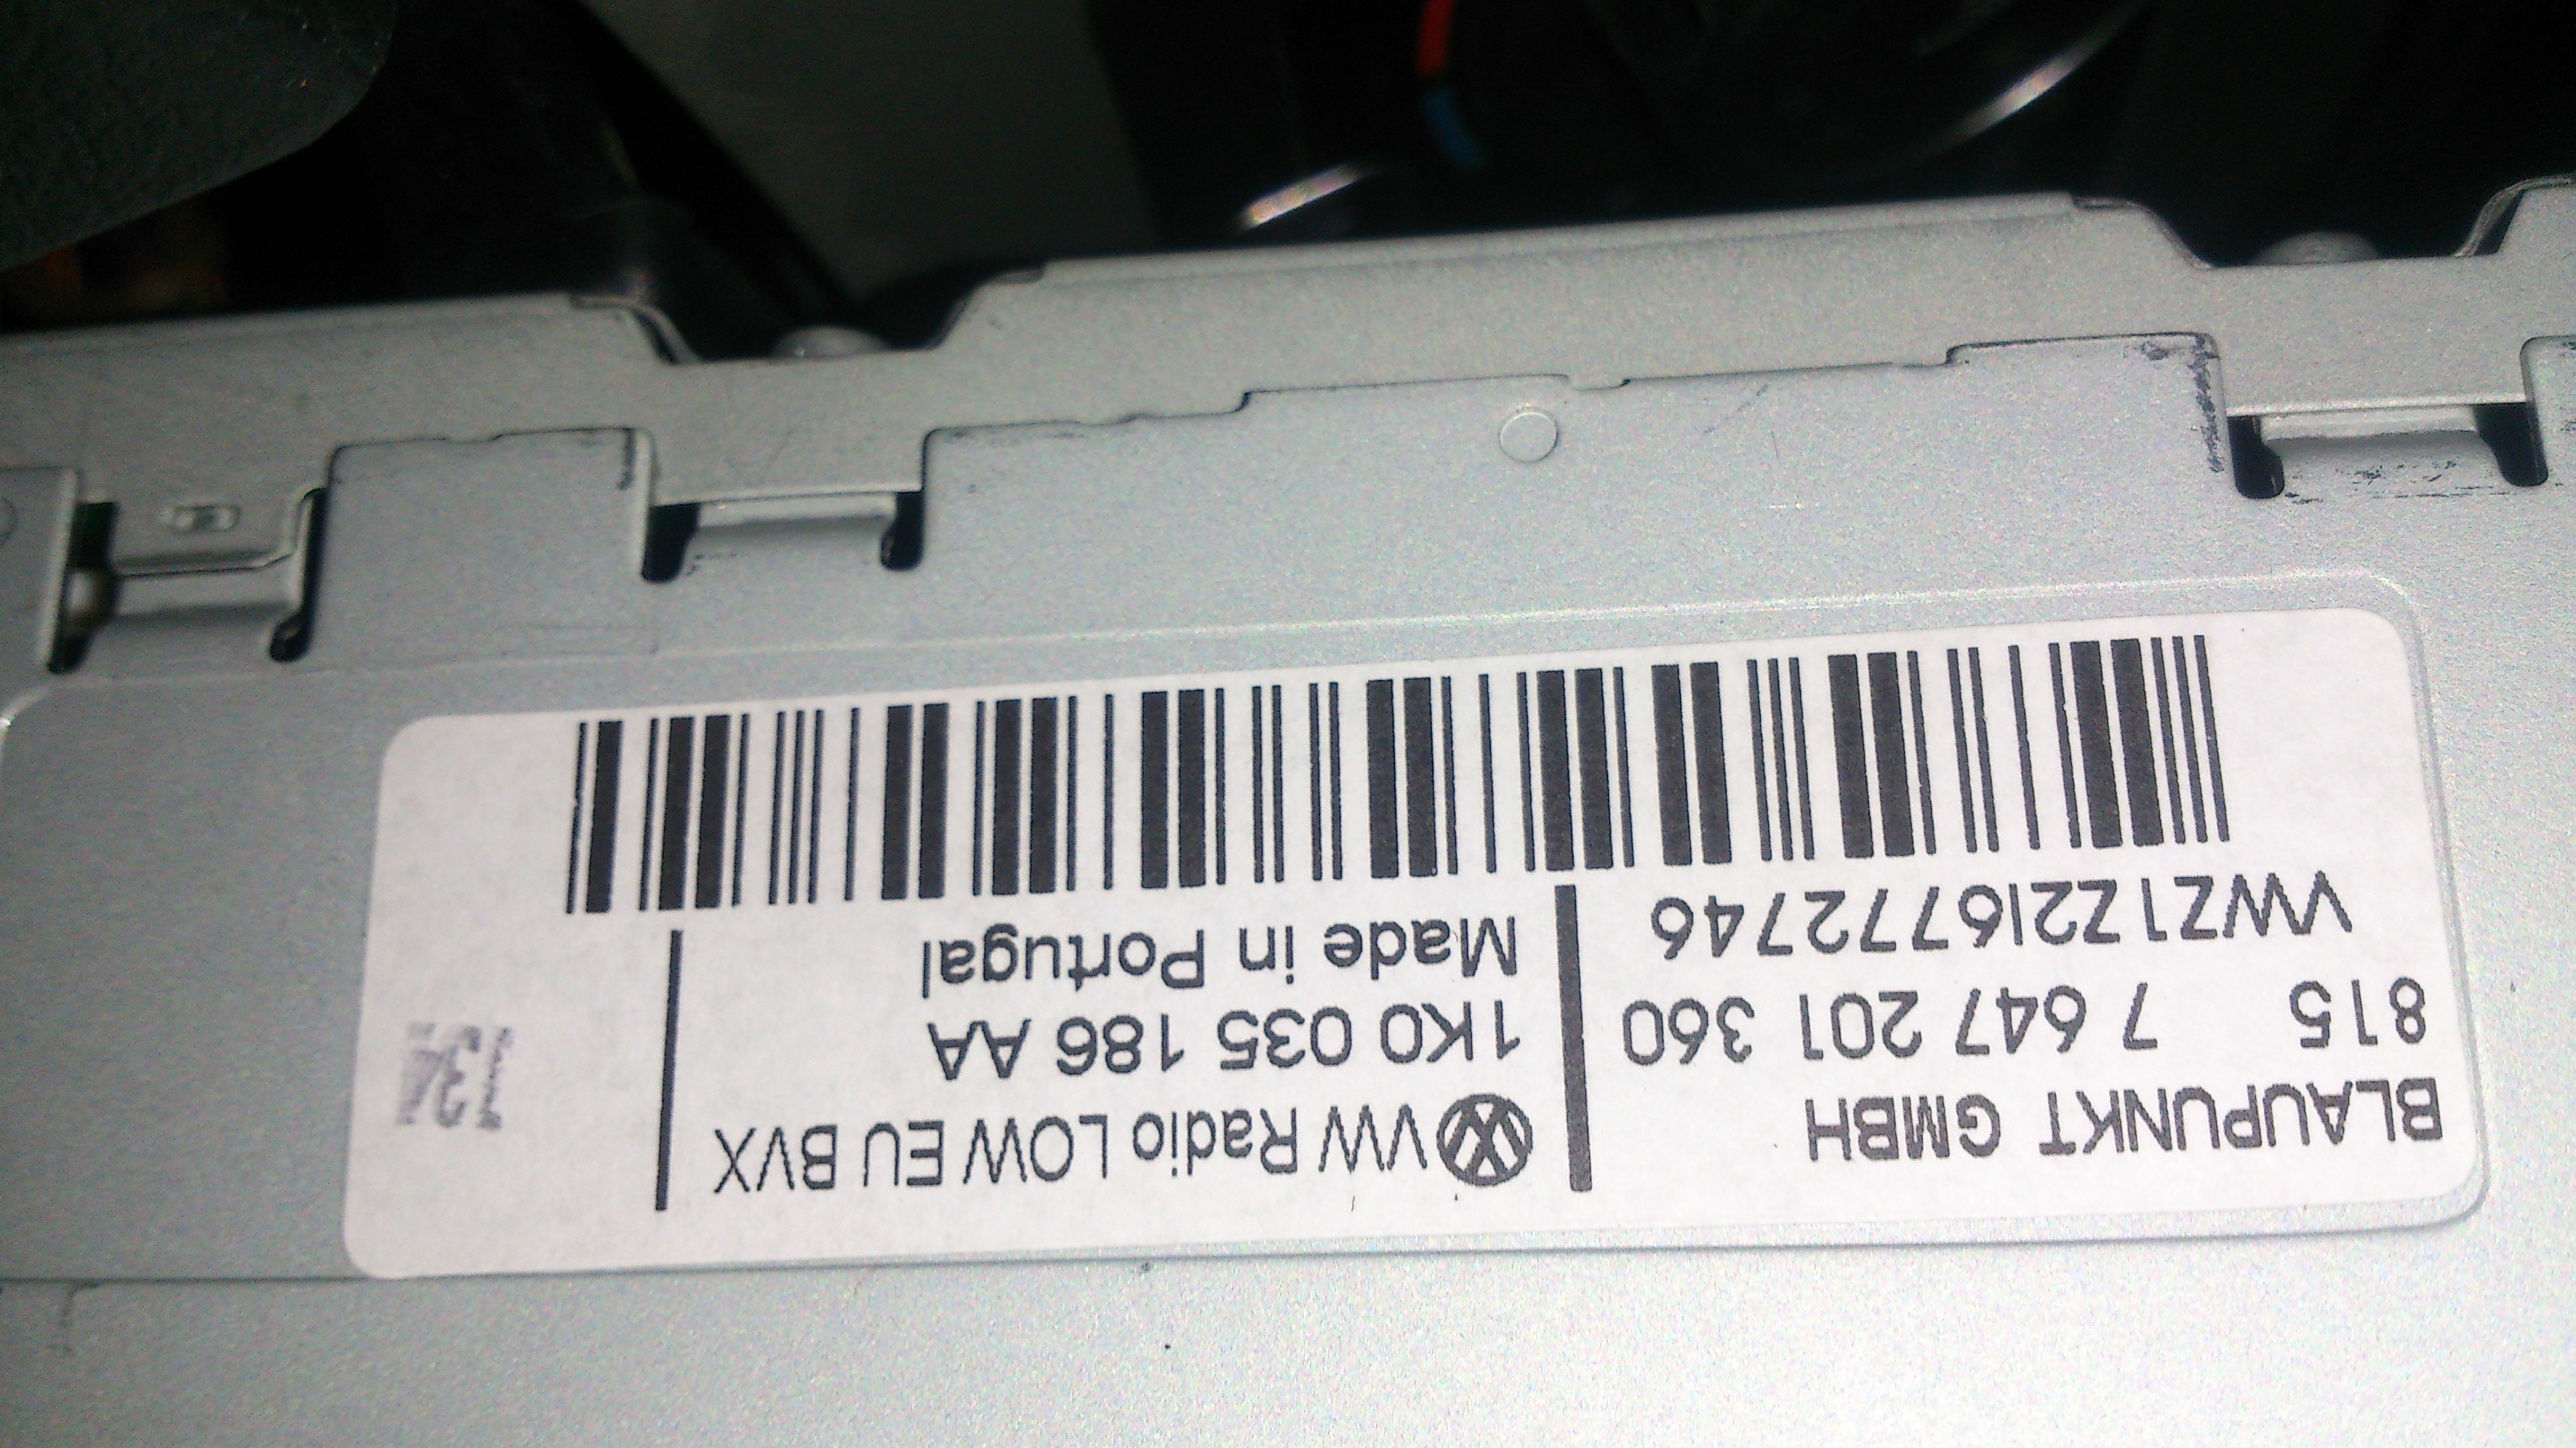 BLAUPUNKT GMBH
815 7 647 201 360
VWZ1Z2I6772746
VW Radio LOW EU BVX
1K0 035 186 AA
Made in Portugal